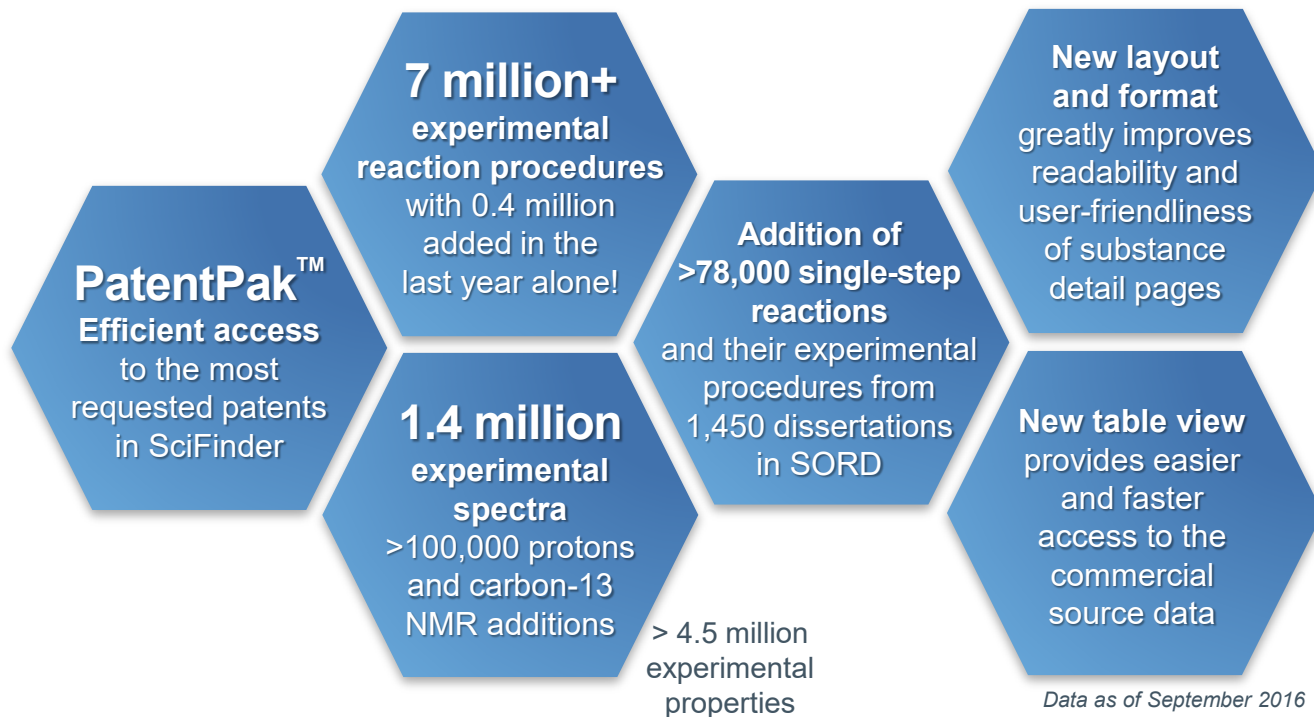 PatentPak™
Efficient access
to the most
requested patents
in SciFinder
7 million+
experimental
reaction procedures
with 0.4 million
added in the
last year alone!
1.4 million
experimental
spectra
>100,000 protons
and carbon-13
NMR additions
Addition of
>78,000 single-step
reactions
and their experimental
procedures from
1,450 dissertations
in SORD
New layout
and format
greatly improves
readability and
user-friendliness
of substance
detail pages
New table view
provides easier
and faster
access to the
commercial
source data
> 4.5 million
experimental
properties
Data as of September 2016